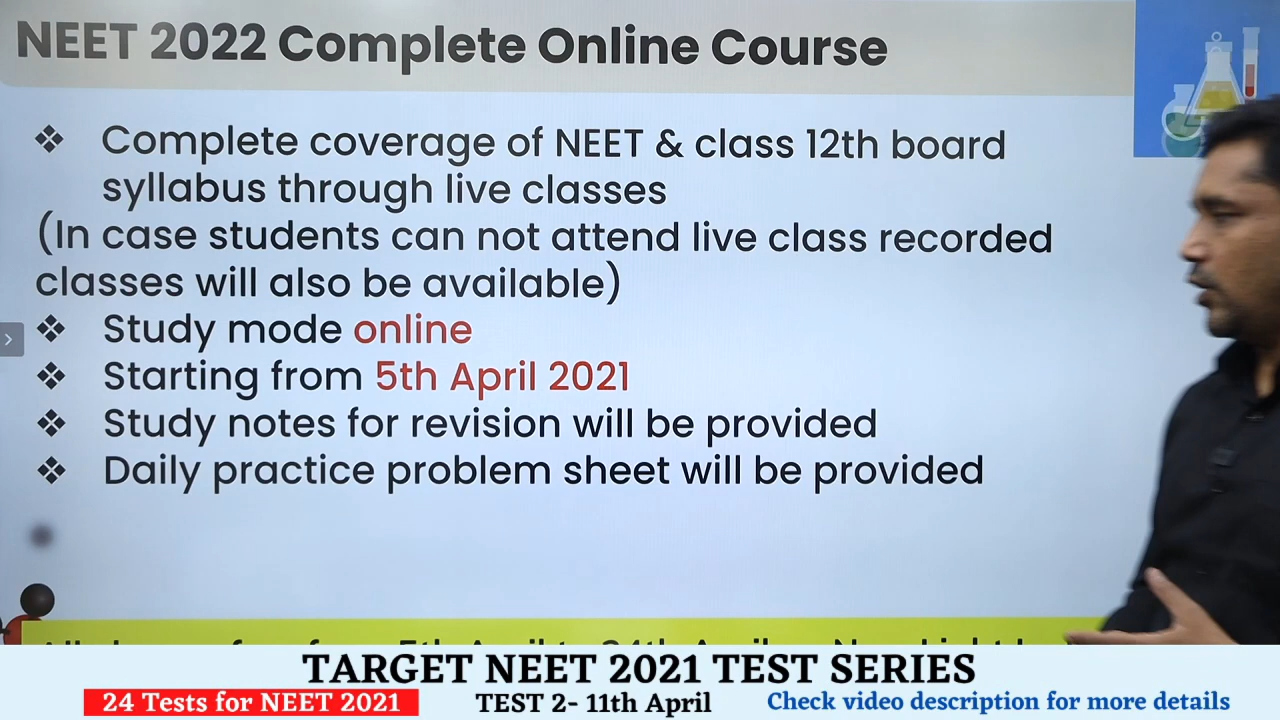 NEET 2022 Complete Online Course
❖ Complete coverage of NEET & class 12th board
syllabus through live classes
(In case students can not attend live class recorded
classes will also be available)
❖ Study mode online
❖ Starting from 5th April 2021
❖ Study notes for revision will be provided
❖ Daily practice problem sheet will be provided
TARGET NEET 2021 TEST SERIES
24 Tests for NEET 2021
TEST 2- 11th April
Check video description for more details